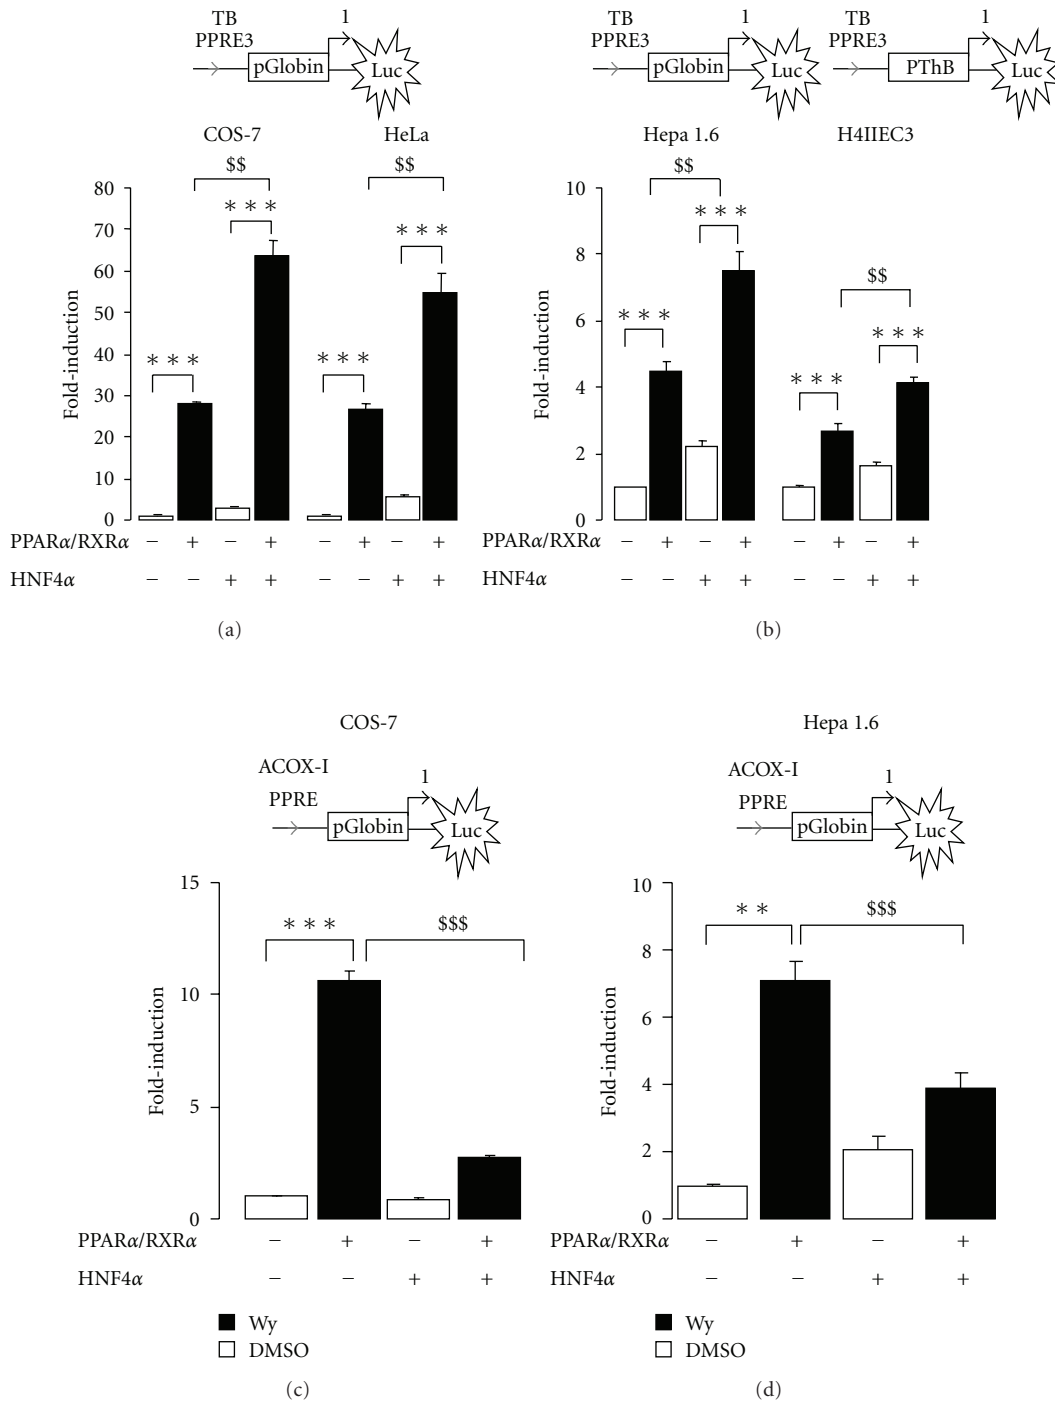 TB
PPRE3
1
pGlobin
Luc
COS-7
HeLa
$$
$$
* * *
* * *
* * *
* * *
Fold-induction
80
70
60
50
40
30
20
10
0
PPARα/RXRα − + − + − + − +
HNF4α − − + + − − + +
(a)
TB
PPRE3
1
pGlobin
Luc
TB
PPRE3
1
PThB
Luc
Hepa 1.6
H4IIEC3
$$
* * *
* * *
$$
* * *
* * *
Fold-induction
10
8
6
4
2
0
PPARα/RXRα − + − + − + − +
HNF4α − − + + − − + +
(b)
COS-7
ACOX-I
PPRE
1
pGlobin
Luc
* * *
$$$
Fold-induction
15
10
5
0
PPARα/RXRα − + − +
HNF4α − − + +
Wy
DMSO
(c)
Hepa 1.6
ACOX-I
PPRE
1
pGlobin
Luc
* *
$$$
Fold-induction
10
8
6
4
2
0
PPARα/RXRα − + − +
HNF4α − − + +
Wy
DMSO
(d)